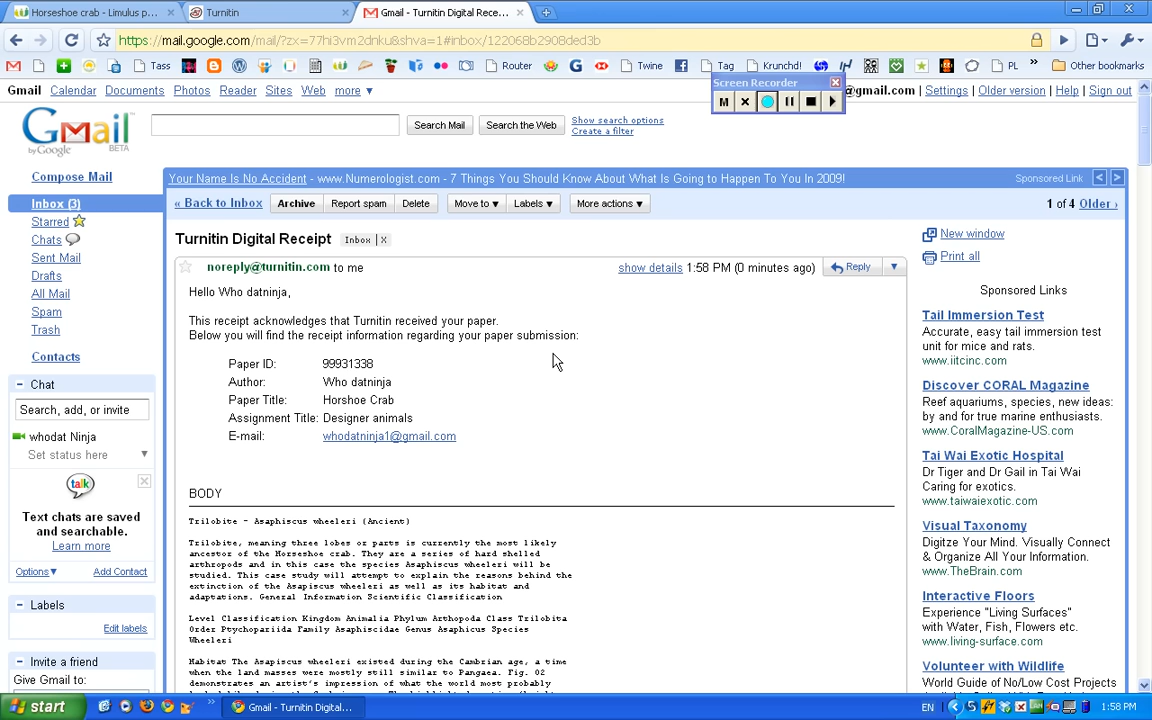 Horseshoe crab - Limulus p...
Turnitin
Gmail - Turnitin Digital Rece...
https://mail.google.com/mail/?zx=77hi3vm2dnku&shva=1#inbox/122068b2908ded3b
Tass
Router
Twine
Krunchd!
Tag
PL
Other bookmarks
Screen Recorder
Gmail Calendar Documents Photos Reader Sites Web more ▼
@gmail.com | Settings | Older version | Help | Sign out
Gmail
by Google BETA
Search Mail
Search the Web
Show search options
Create a filter
Compose Mail
Inbox (3)
Starred
Chats
Sent Mail
Drafts
All Mail
Spam
Trash
Contacts
Chat
Search, add, or invite
whodat Ninja
Set status here
talk
Text chats are saved
and searchable.
Learn more
Options▼ Add Contact
Labels
Edit labels
Invite a friend
Give Gmail to:
Your Name Is No Accident - www.Numerologist.com - 7 Things You Should Know About What Is Going to Happen To You In 2009!
Sponsored Link < >
« Back to Inbox Archive Report spam Delete Move to ▼ Labels ▼ More actions ▼ 1 of 4 Older ›
Turnitin Digital Receipt Inbox | X
noreply@turnitin.com to me show details 1:58 PM (0 minutes ago) Reply
Hello Who datninja,
This receipt acknowledges that Turnitin received your paper.
Below you will find the receipt information regarding your paper submission:
Paper ID: 99931338
Author: Who datninja
Paper Title: Horshoe Crab
Assignment Title: Designer animals
E-mail: whodatninja1@gmail.com
BODY
Trilobite - Asaphiscus wheeleri (Ancient)
Trilobite, meaning three lobes or parts is currently the most likely
ancestor of the Horseshoe crab. They are a series of hard shelled
arthropods and in this case the species Asaphiscus wheeleri will be
studied. This case study will attempt to explain the reasons behind the
extinction of the Asapiscus wheeleri as well as its habitat and
adaptations. General Information Scientific Classification
Level Classification Kingdom Animalia Phylum Arthopoda Class Trilobita
Order Ptychopariida Family Asaphiscidae Genus Asaphiscus Species
Wheeleri
Habitat The Asapiscus wheeleri existed during the Cambrian age, a time
when the land masses were mostly still similar to Pangaea. Fig. 02
demonstrates an artist's impression of what the world most probably
New window
Print all
Sponsored Links
Tail Immersion Test
Accurate, easy tail immersion test
unit for mice and rats.
www.iitcinc.com
Discover CORAL Magazine
Reef aquariums, species, new ideas:
by and for true marine enthusiasts.
www.CoralMagazine-US.com
Tai Wai Exotic Hospital
Dr Tiger and Dr Gail in Tai Wai
Caring for exotics.
www.taiwaiexotic.com
Visual Taxonomy
Digitze Your Mind. Visually Connect
& Organize All Your Information.
www.TheBrain.com
Interactive Floors
Experience "Living Surfaces"
with Water, Fish, Flowers etc.
www.living-surface.com
Volunteer with Wildlife
World of No/Low Cost Projects
start
Gmail - Turnitin Digital...
EN
1:58 PM